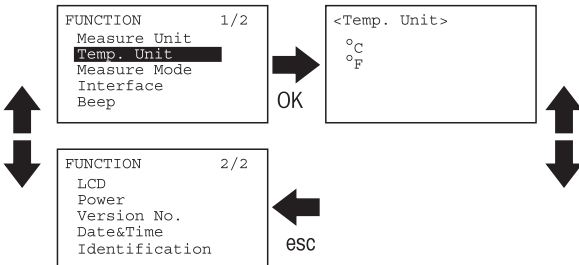 FUNCTION 1/2
Measure Unit
Temp. Unit
Measure Mode
Interface
Beep
OK
<Temp. Unit>
°C
°F
FUNCTION 2/2
LCD
Power
Version No.
Date&Time
Identification
esc